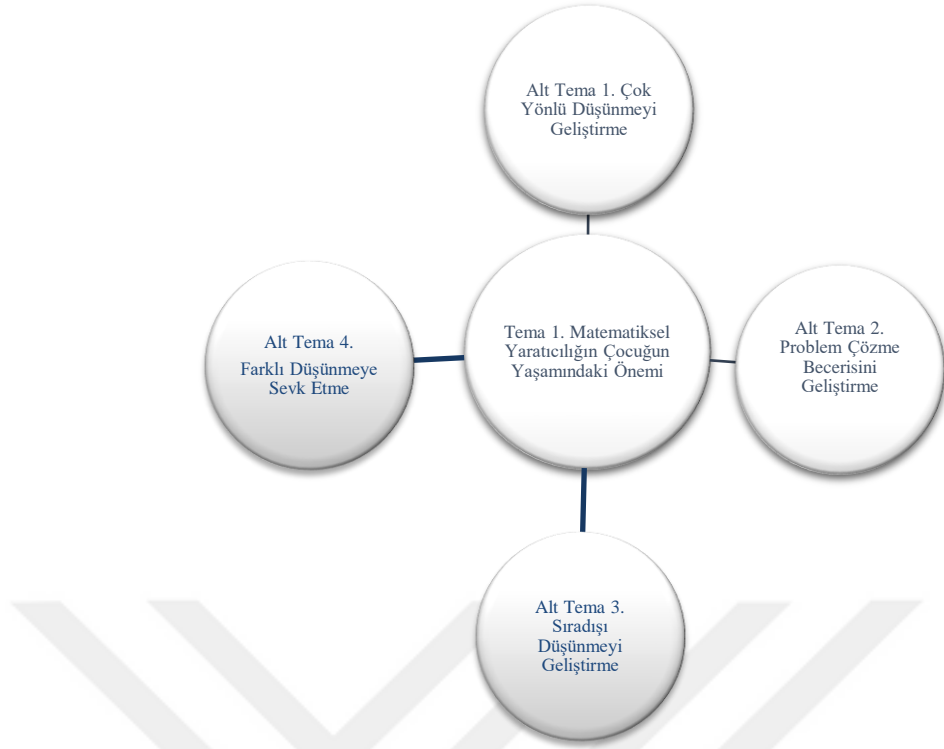 Alt Tema 1. Çok
Yönlü Düşünmeyi
Geliştirme
Alt Tema 4.
Farklı Düşünmeye
Sevk Etme
Tema 1. Matematiksel
Yaratıcılığın Çocuğun
Yaşamındaki Önemi
Alt Tema 2.
Problem Çözme
Becerisini
Geliştirme
Alt Tema 3.
Sıradışı
Düşünmeyi
Geliştirme